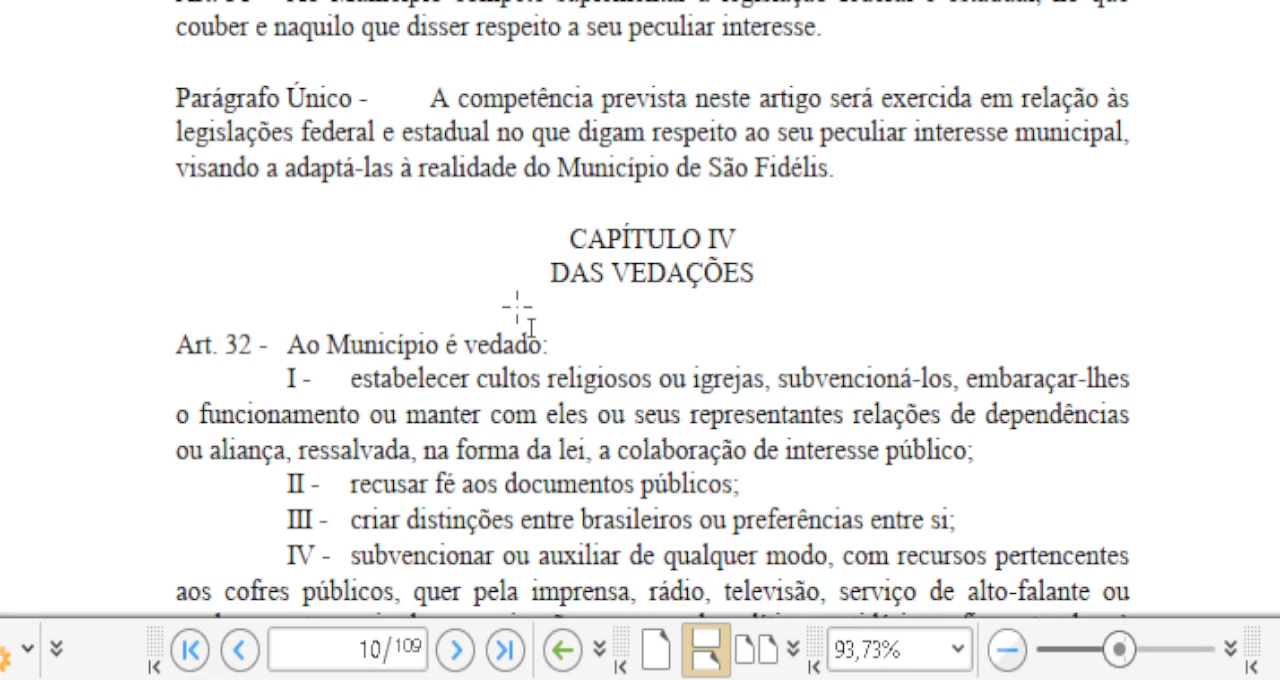 couber e naquilo que disser respeito a seu peculiar interesse.
Parágrafo Único - A competência prevista neste artigo será exercida em relação às
legislações federal e estadual no que digam respeito ao seu peculiar interesse municipal,
visando a adaptá-las à realidade do Município de São Fidélis.
CAPÍTULO IV
DAS VEDAÇÕES
Art. 32 - Ao Município é vedado:
I - estabelecer cultos religiosos ou igrejas, subvencioná-los, embaraçar-lhes
o funcionamento ou manter com eles ou seus representantes relações de dependências
ou aliança, ressalvada, na forma da lei, a colaboração de interesse público;
II - recusar fé aos documentos públicos;
III - criar distinções entre brasileiros ou preferências entre si;
IV - subvencionar ou auxiliar de qualquer modo, com recursos pertencentes
aos cofres públicos, quer pela imprensa, rádio, televisão, serviço de alto-falante ou
10/109
93,73%